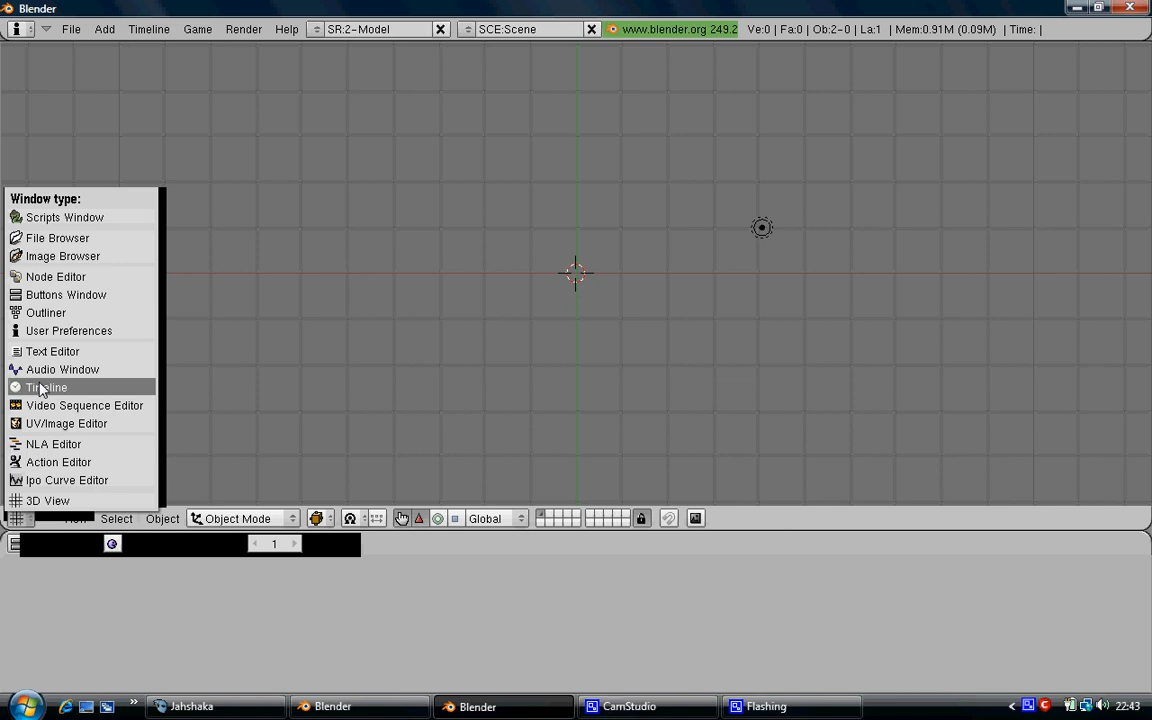 Blender
File Add Timeline Game Render Help SR:2-Model SCE:Scene www.blender.org 249.2 Ve:0 | Fa:0 | Ob:2-0 | La:1 | Mem:0.91M (0.09M) | Time: |
Window type:
Scripts Window
File Browser
Image Browser
Node Editor
Buttons Window
Outliner
User Preferences
Text Editor
Audio Window
Timeline
Video Sequence Editor
UV/Image Editor
NLA Editor
Action Editor
Ipo Curve Editor
3D View
Select Object Object Mode Global
1
Jahshaka Blender Blender CamStudio Flashing 22:43